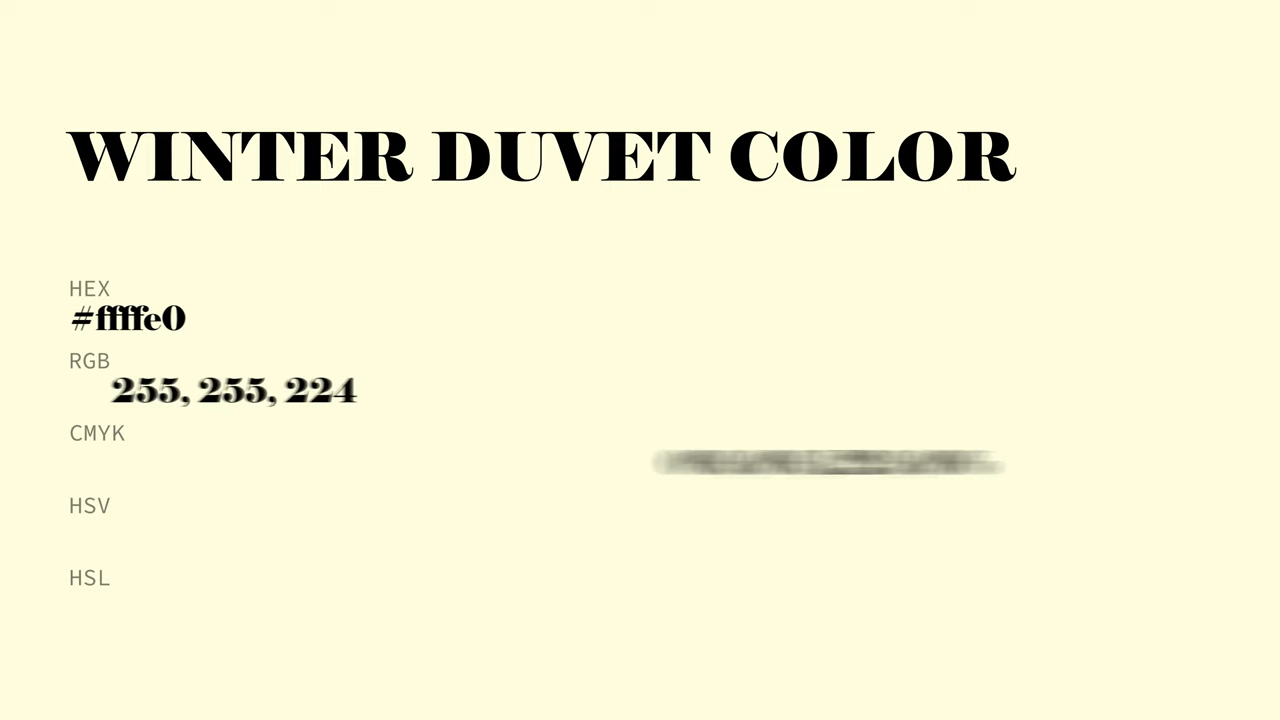 WINTER DUVET COLOR
HEX
#ffffe0
RGB
255, 255, 224
CMYK
HSV
HSL